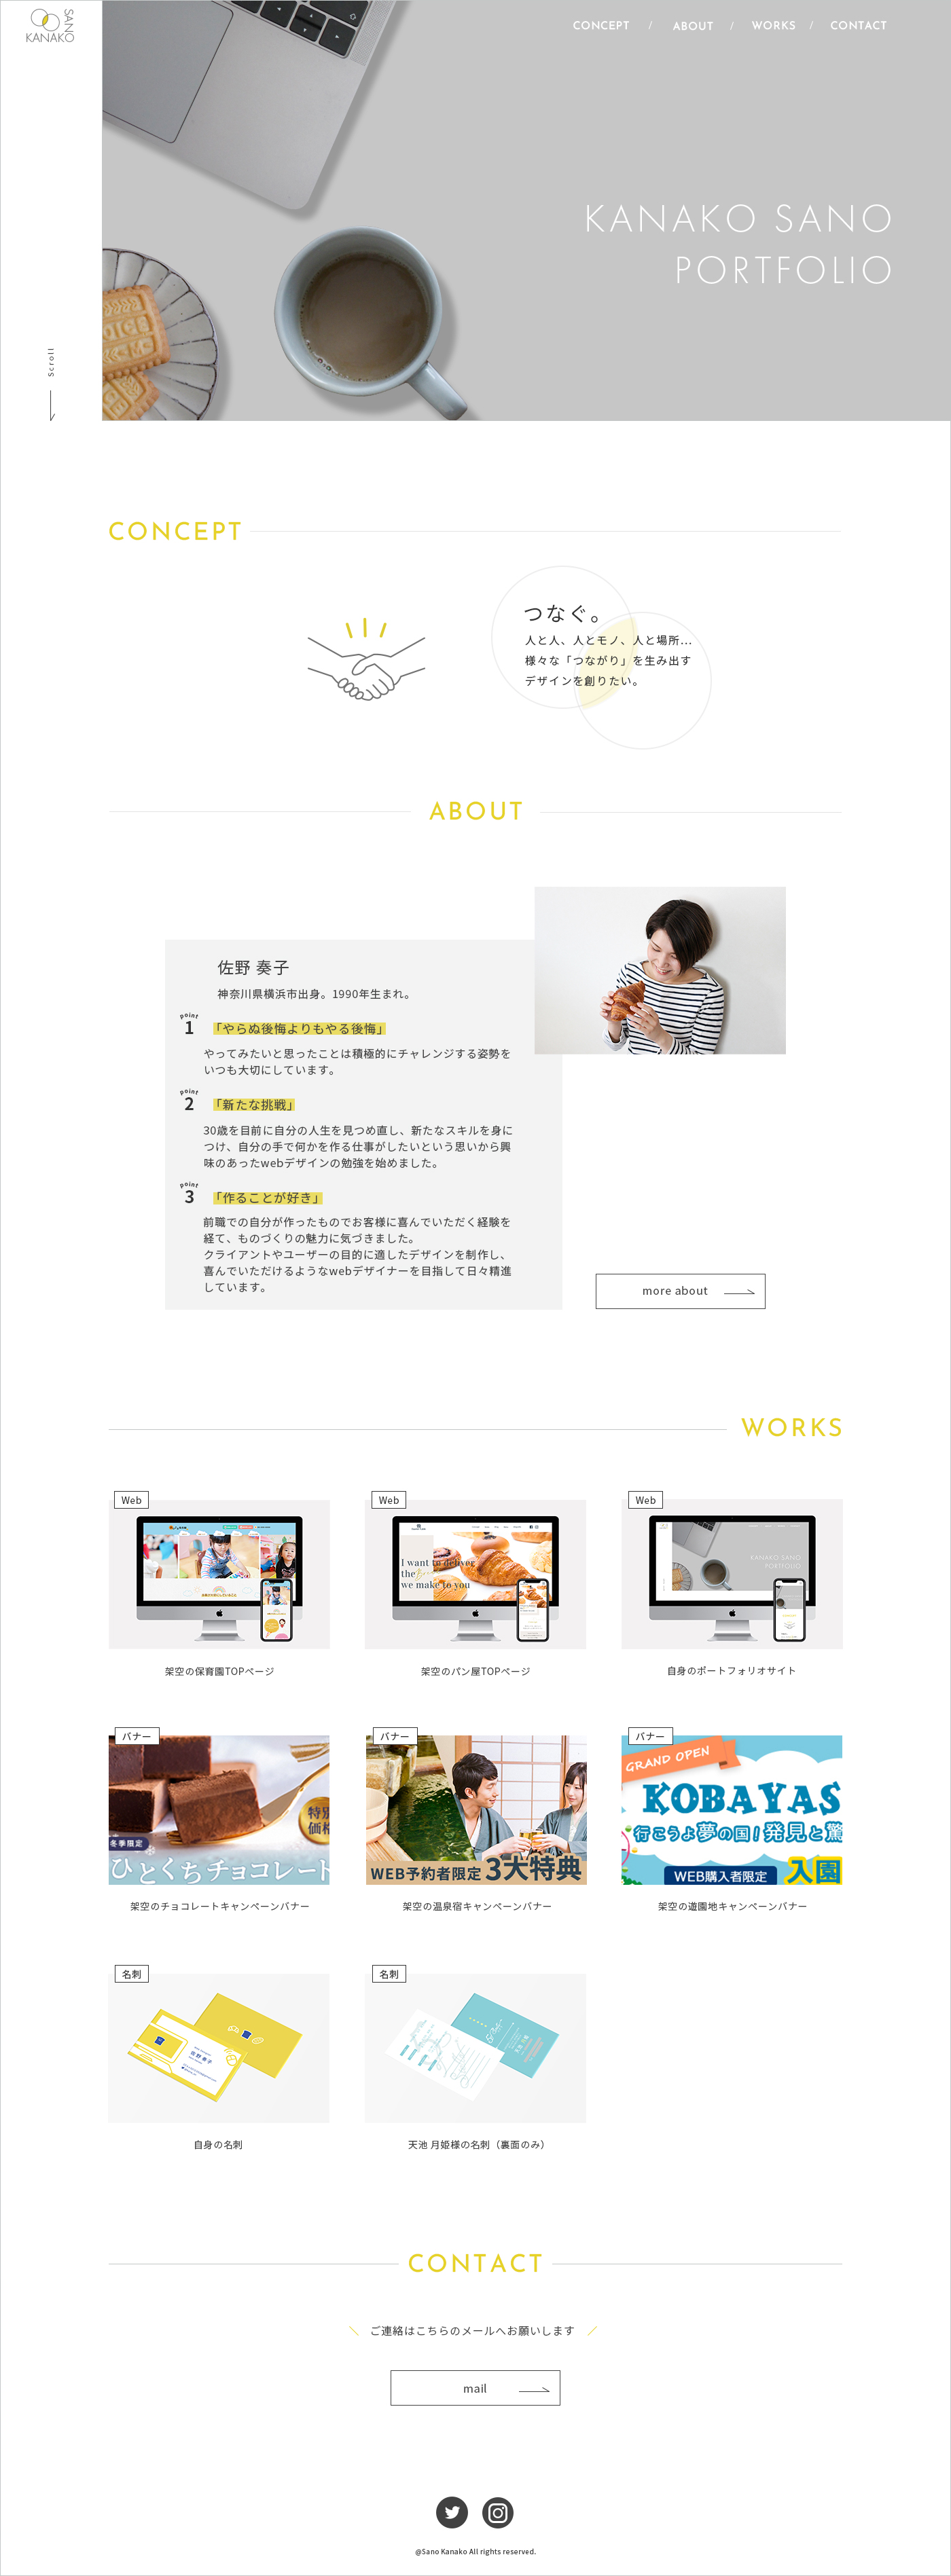 SANO
KANAKO
CONCEPT / ABOUT / WORKS / CONTACT
KANAKO SANO
PORTFOLIO
Scroll
CONCEPT
つなぐ。
人と人、人とモノ、人と場所…
様々な「つながり」を生み出す
デザインを創りたい。
ABOUT
佐野 奏子
神奈川県横浜市出身。1990年生まれ。
point
1
「やらぬ後悔よりもやる後悔」
やってみたいと思ったことは積極的にチャレンジする姿勢を
いつも大切にしています。
point
2
「新たな挑戦」
30歳を目前に自分の人生を見つめ直し、新たなスキルを身に
つけ、自分の手で何かを作る仕事がしたいという思いから興
味のあったwebデザインの勉強を始めました。
point
3
「作ることが好き」
前職での自分が作ったものでお客様に喜んでいただく経験を
経て、ものづくりの魅力に気づきました。
クライアントやユーザーの目的に適したデザインを制作し、
喜んでいただけるようなwebデザイナーを目指して日々精進
しています。
more about
WORKS
Web
架空の保育園TOPページ
Web
I want to deliver
the
we make to you
架空のパン屋TOPページ
Web
KANAKO SANO
PORTFOLIO
自身のポートフォリオサイト
バナー
特別
価格
冬季限定
ひとくちチョコレート
架空のチョコレートキャンペーンバナー
バナー
WEB予約者限定 3大特典
架空の温泉宿キャンペーンバナー
バナー
GRAND OPEN
KOBAYAS
行こうよ夢の国！発見と驚
WEB購入者限定 入園
架空の遊園地キャンペーンバナー
名刺
佐野 奏子
自身の名刺
名刺
天池 月姫様の名刺（裏面のみ）
CONTACT
ご連絡はこちらのメールへお願いします
mail
@Sano Kanako All rights reserved.